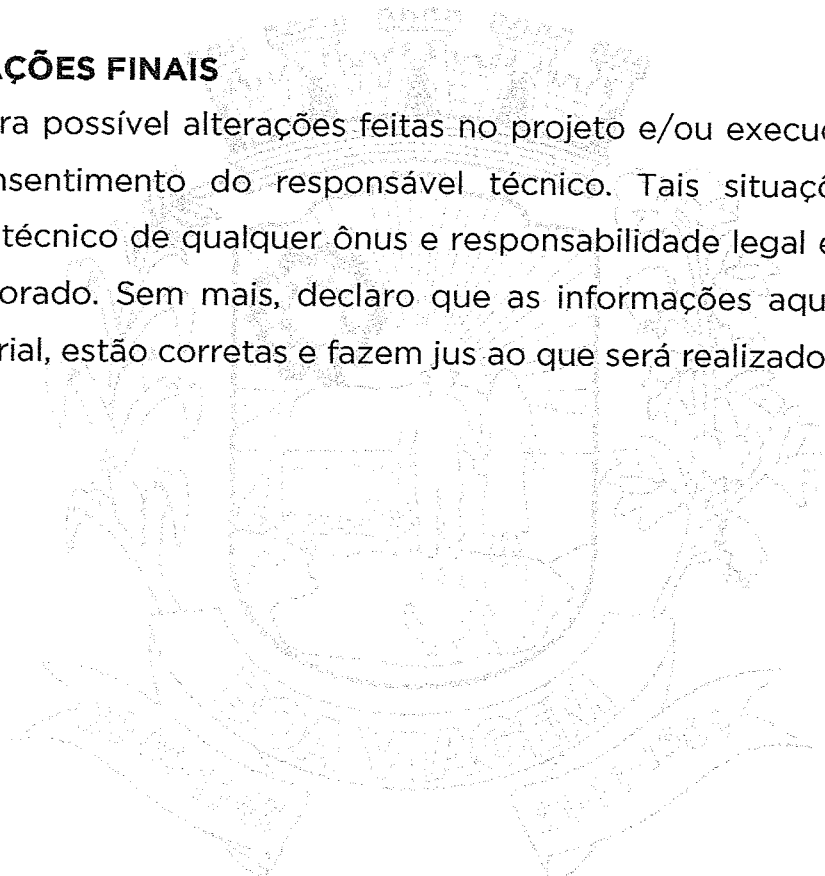 AÇÕES FINAIS
ra possível alterações feitas no projeto e/ou execu
nsentimento do responsável técnico. Tais situaçõ
técnico de qualquer ônus e responsabilidade legal e
orado. Sem mais, declaro que as informações aqu
rial, estão corretas e fazem jus ao que será realizado
BOA VIAGEM